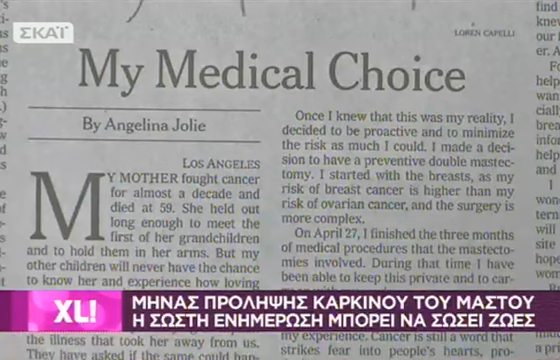 ΣΚΑΪ
LOREN CAPELLI
My Medical Choice
By Angelina Jolie
LOS ANGELES
MY MOTHER fought cancer
for almost a decade and
died at 59. She held out
long enough to meet the
first of her grandchildren
and to hold them in her arms. But my
other children will never have the chance
to know her and experience how loving
the illness that took her away from us.
They have asked if the same could hap-
Once I knew that this was my reality, I
decided to be proactive and to minimize
the risk as much I could. I made a deci-
sion to have a preventive double mastec-
tomy. I started with the breasts, as my
risk of breast cancer is higher than my
risk of ovarian cancer, and the surgery is
more complex.
On April 27, I finished the three months
of medical procedures that the mastecto-
mies involved. During that time I have
been able to keep this private and to car-
my experience. Cancer is still a word that
strikes fear into people's hearts, pro-
XL!
ΜΗΝΑΣ ΠΡΟΛΗΨΗΣ ΚΑΡΚΙΝΟΥ ΤΟΥ ΜΑΣΤΟΥ
Η ΣΩΣΤΗ ΕΝΗΜΕΡΩΣΗ ΜΠΟΡΕΙ ΝΑ ΣΩΣΕΙ ΖΩΕΣ